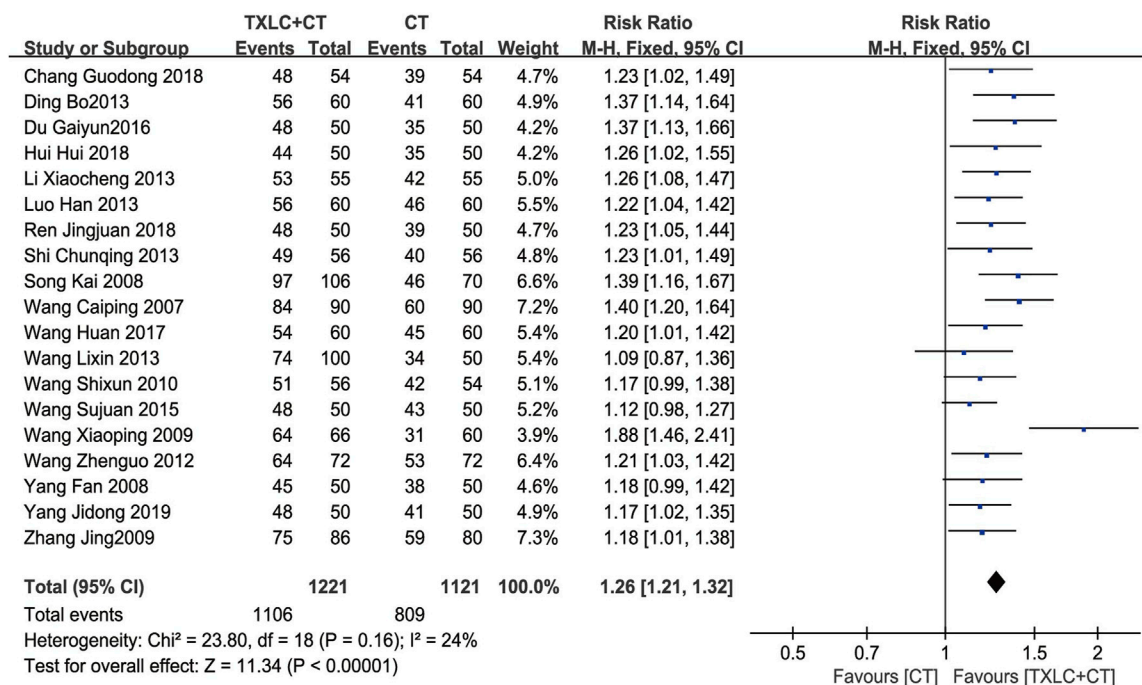 TXLC+CT CT Risk Ratio Risk Ratio
Study or Subgroup Events Total Events Total Weight M-H, Fixed, 95% CI M-H, Fixed, 95% CI
Chang Guodong 2018 48 54 39 54 4.7% 1.23 [1.02, 1.49]
Ding Bo2013 56 60 41 60 4.9% 1.37 [1.14, 1.64]
Du Gaiyun2016 48 50 35 50 4.2% 1.37 [1.13, 1.66]
Hui Hui 2018 44 50 35 50 4.2% 1.26 [1.02, 1.55]
Li Xiaocheng 2013 53 55 42 55 5.0% 1.26 [1.08, 1.47]
Luo Han 2013 56 60 46 60 5.5% 1.22 [1.04, 1.42]
Ren Jingjuan 2018 48 50 39 50 4.7% 1.23 [1.05, 1.44]
Shi Chunqing 2013 49 56 40 56 4.8% 1.23 [1.01, 1.49]
Song Kai 2008 97 106 46 70 6.6% 1.39 [1.16, 1.67]
Wang Caiping 2007 84 90 60 90 7.2% 1.40 [1.20, 1.64]
Wang Huan 2017 54 60 45 60 5.4% 1.20 [1.01, 1.42]
Wang Lixin 2013 74 100 34 50 5.4% 1.09 [0.87, 1.36]
Wang Shixun 2010 51 56 42 54 5.1% 1.17 [0.99, 1.38]
Wang Sujuan 2015 48 50 43 50 5.2% 1.12 [0.98, 1.27]
Wang Xiaoping 2009 64 66 31 60 3.9% 1.88 [1.46, 2.41]
Wang Zhenguo 2012 64 72 53 72 6.4% 1.21 [1.03, 1.42]
Yang Fan 2008 45 50 38 50 4.6% 1.18 [0.99, 1.42]
Yang Jidong 2019 48 50 41 50 4.9% 1.17 [1.02, 1.35]
Zhang Jing2009 75 86 59 80 7.3% 1.18 [1.01, 1.38]
Total (95% CI) 1221 1121 100.0% 1.26 [1.21, 1.32]
Total events 1106 809
Heterogeneity: Chi² = 23.80, df = 18 (P = 0.16); I² = 24%
Test for overall effect: Z = 11.34 (P < 0.00001)
0.5 0.7 1 1.5 2
Favours [CT] Favours [TXLC+CT]